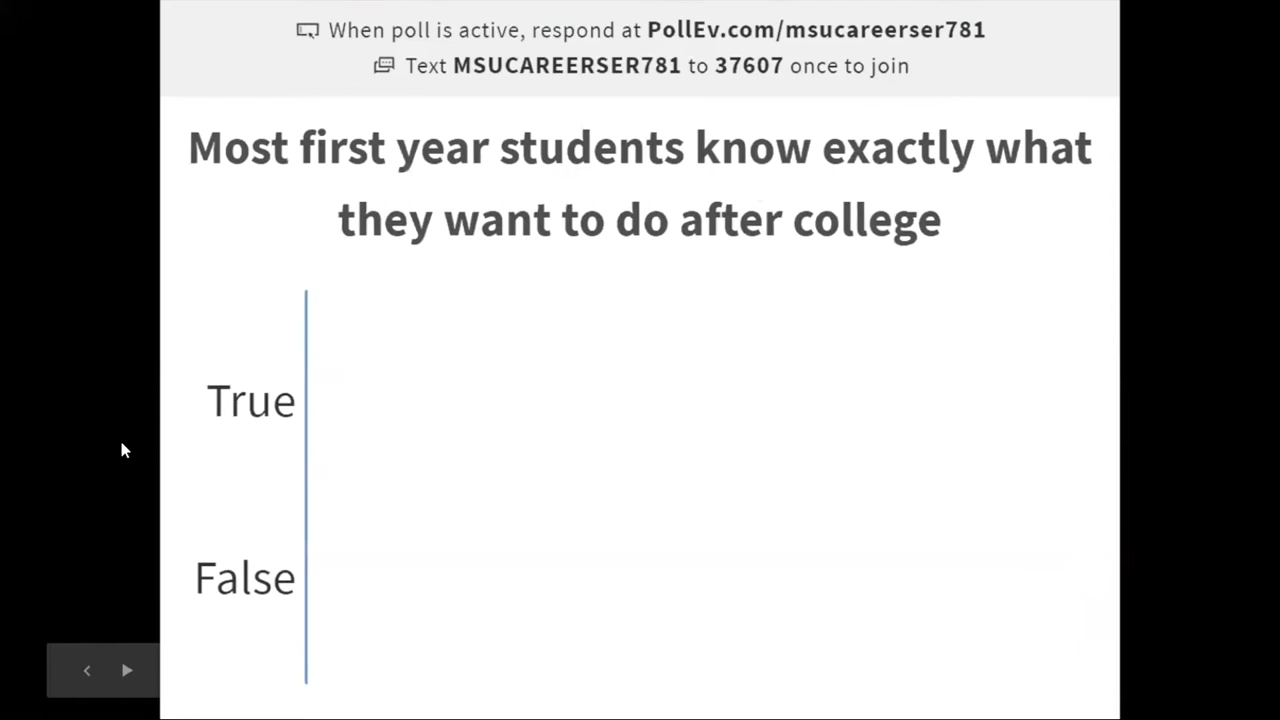 When poll is active, respond at PollEv.com/msucareerser781
Text MSUCAREERSER781 to 37607 once to join
Most first year students know exactly what
they want to do after college
True
False